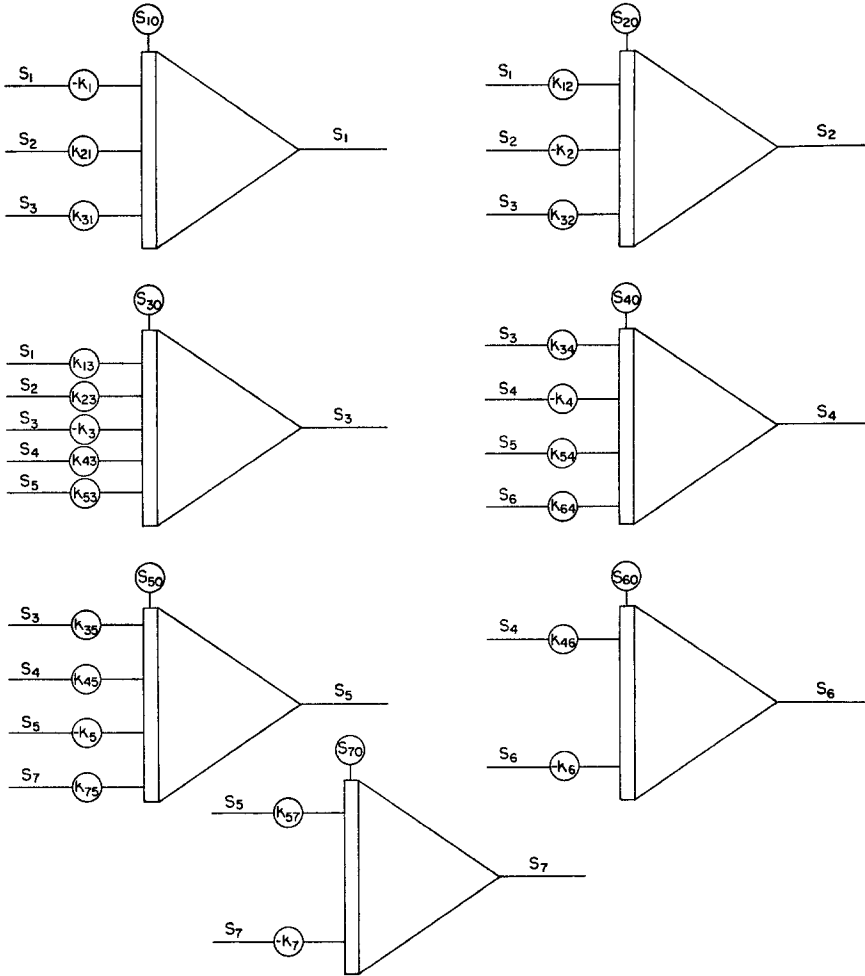 S10
S1 -K1
S2 K21
S3 K31
S1
S20
S1 K12
S2 -K2
S3 K32
S2
S30
S1 K13
S2 K23
S3 -K3
S4 K43
S5 K53
S3
S40
S3 K34
S4 -K4
S5 K54
S6 K64
S4
S50
S3 K35
S4 K45
S5 -K5
S7 K75
S5
S60
S4 K46
S6 -K6
S6
S70
S5 K57
S7 -K7
S7